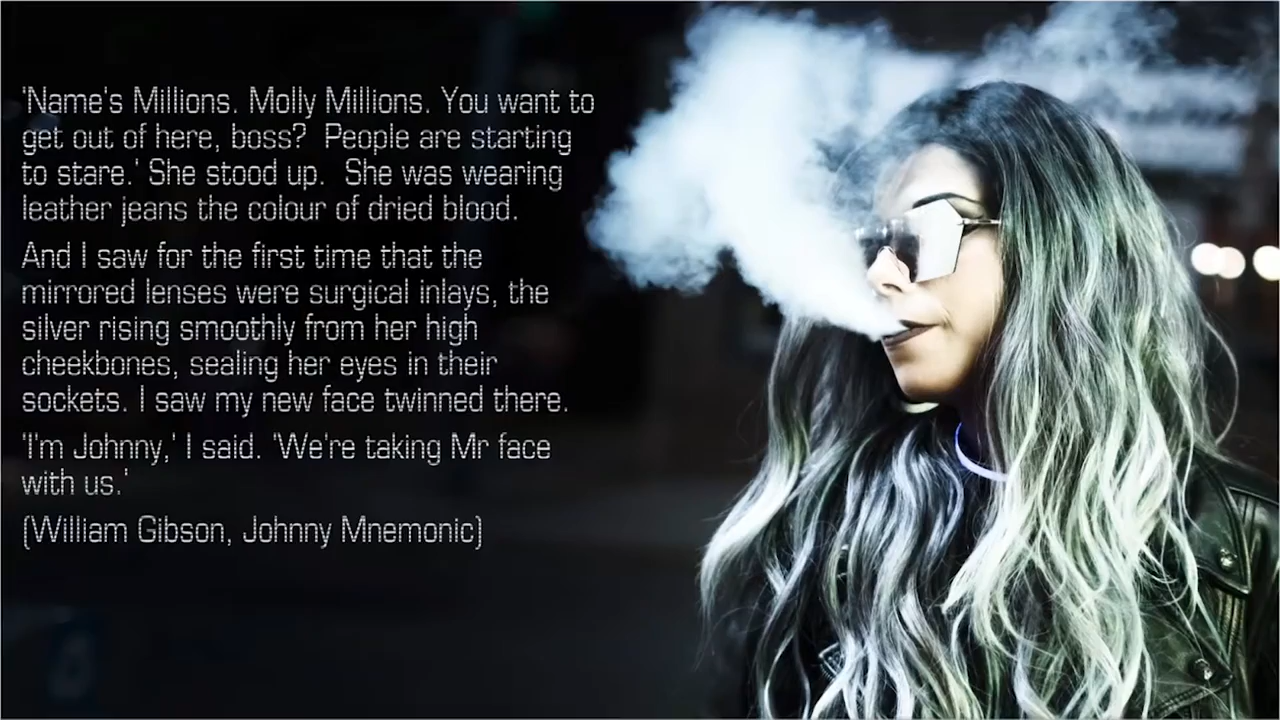 'Name's Millions. Molly Millions. You want to
get out of here, boss?  People are starting
to stare.' She stood up.  She was wearing
leather jeans the colour of dried blood.
And I saw for the first time that the
mirrored lenses were surgical inlays, the
silver rising smoothly from her high
cheekbones, sealing her eyes in their
sockets. I saw my new face twinned there.
'I'm Johnny,' I said. 'We're taking Mr face
with us.'
(William Gibson, Johnny Mnemonic)